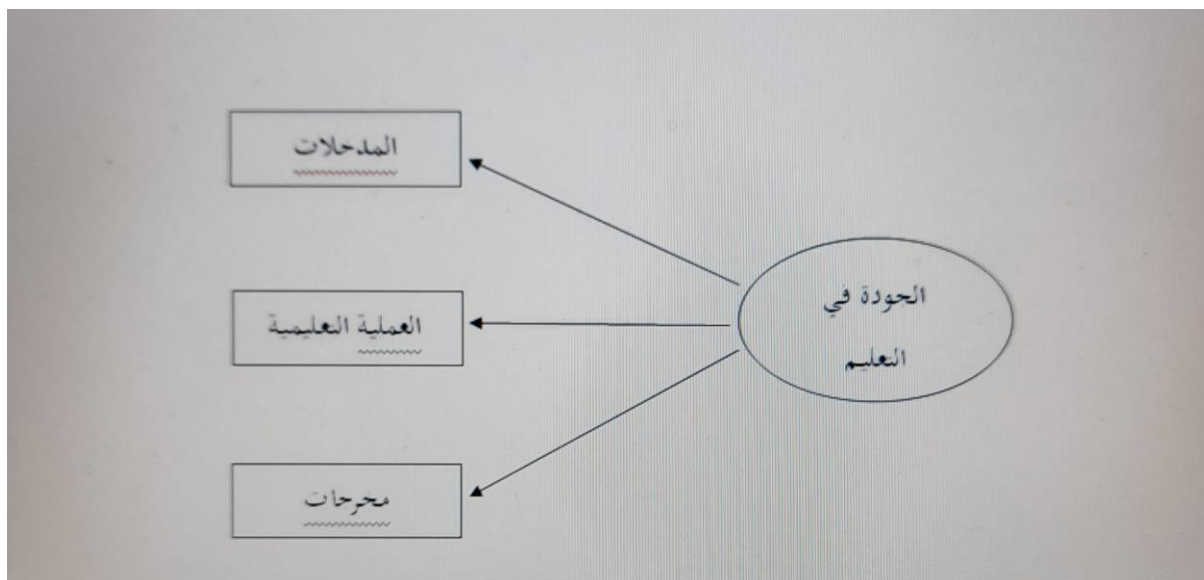 الجودة في
التعليم
المدخلات
العملية التعليمية
مخرجات